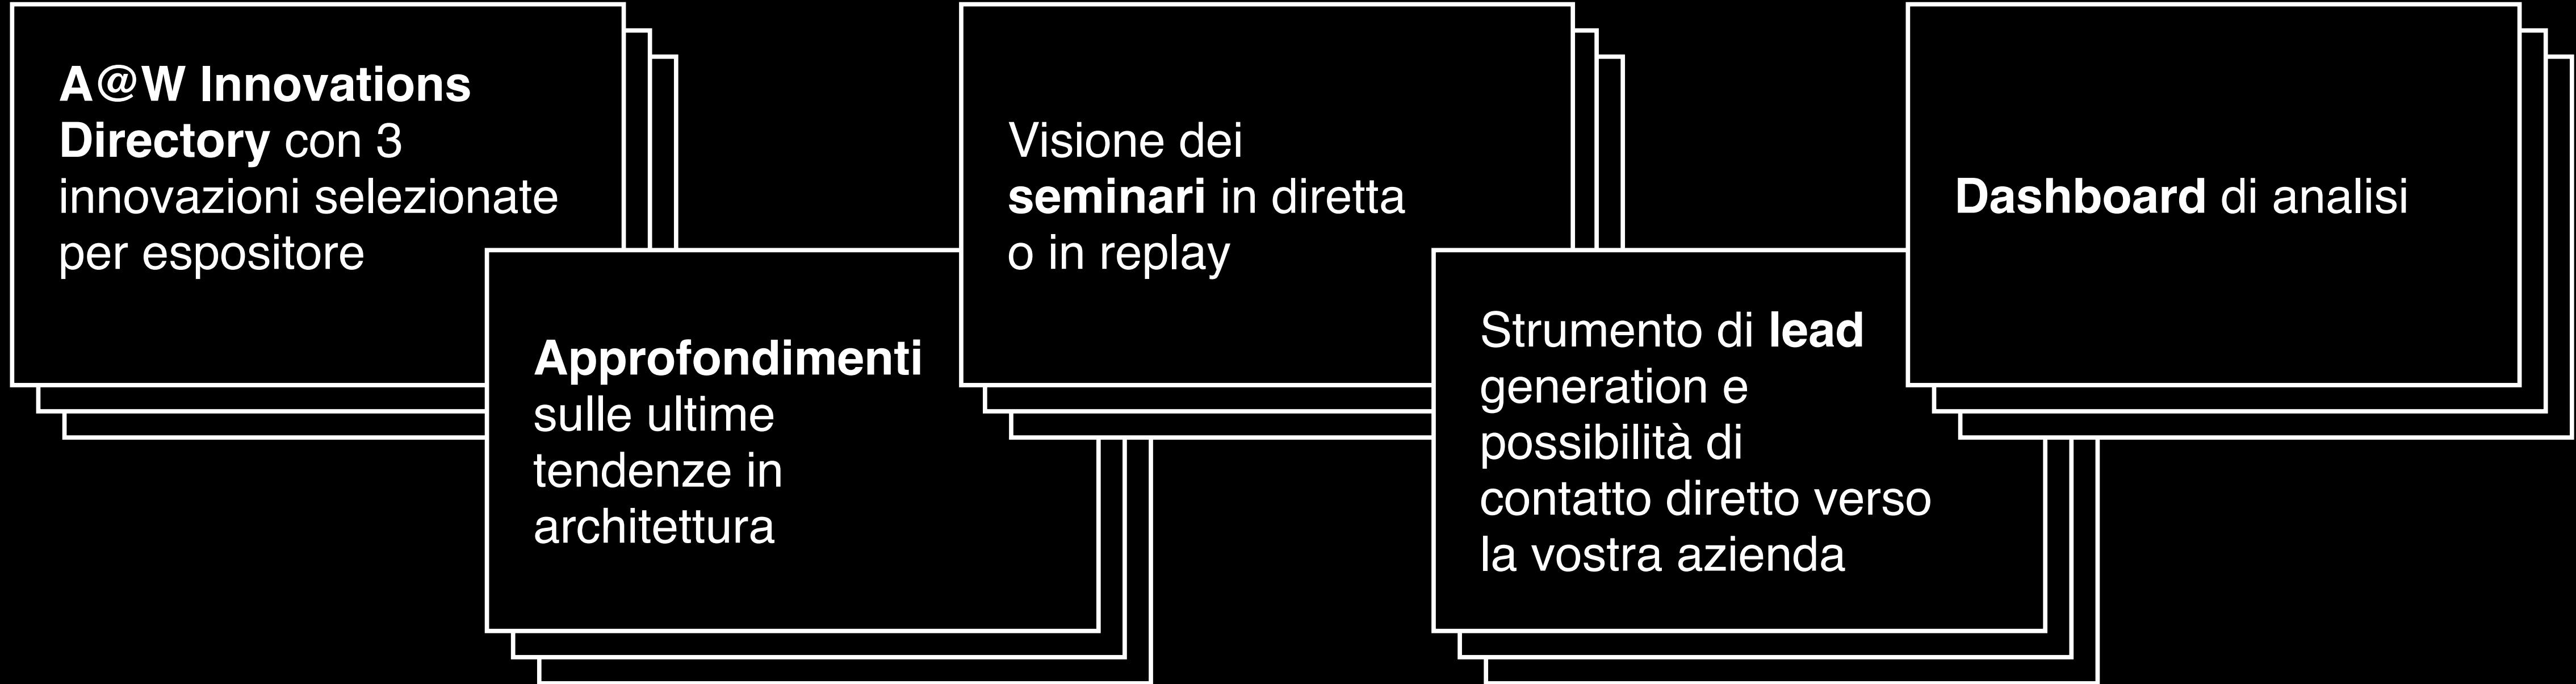 A@W Innovations
Directory con 3
innovazioni selezionate
per espositore
Approfondimenti
sulle ultime
tendenze in
architettura
Visione dei
seminari in diretta
o in replay
Strumento di lead
generation e
possibilità di
contatto diretto verso
la vostra azienda
Dashboard di analisi